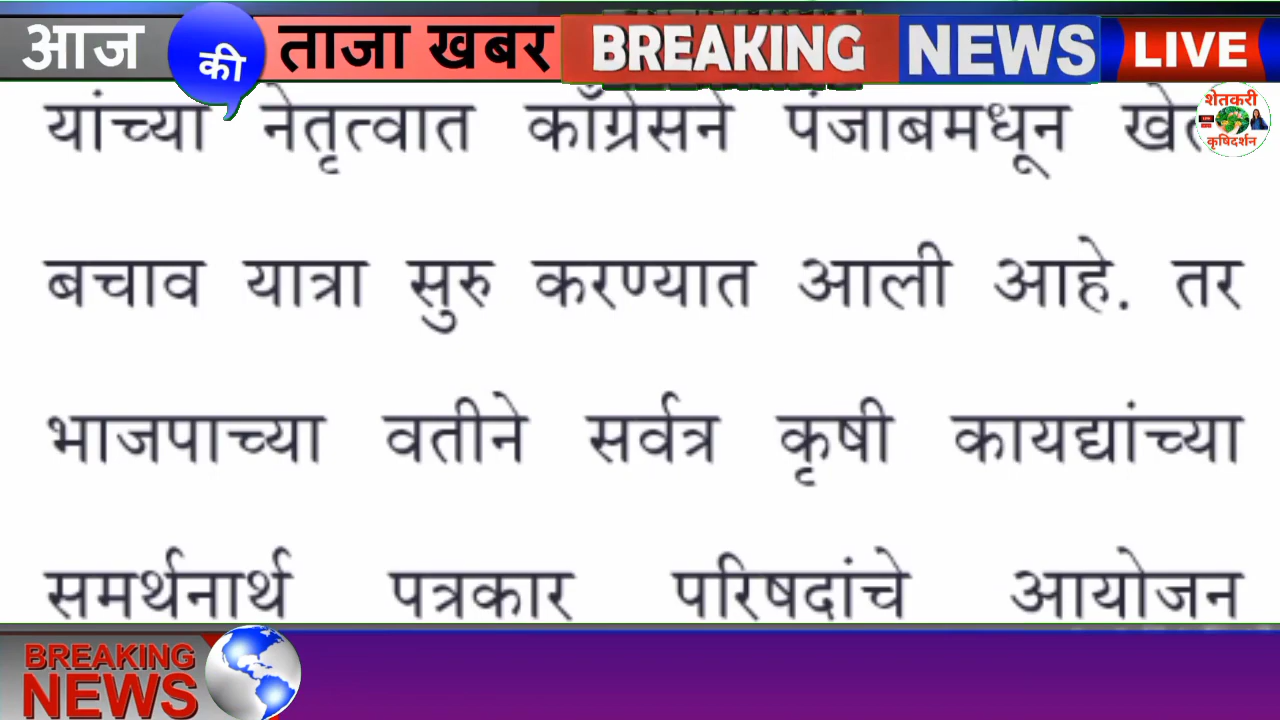 आज की ताजा खबर BREAKING NEWS LIVE
यांच्या नेतृत्वात काँग्रेसने पंजाबमधून
शेतकरी
कृषिदर्शन
बचाव यात्रा सुरु करण्यात आली आहे. तर
भाजपाच्या वतीने सर्वत्र कृषी कायद्यांच्या
समर्थनार्थ पत्रकार परिषदांचे आयोजन
BREAKING
NEWS